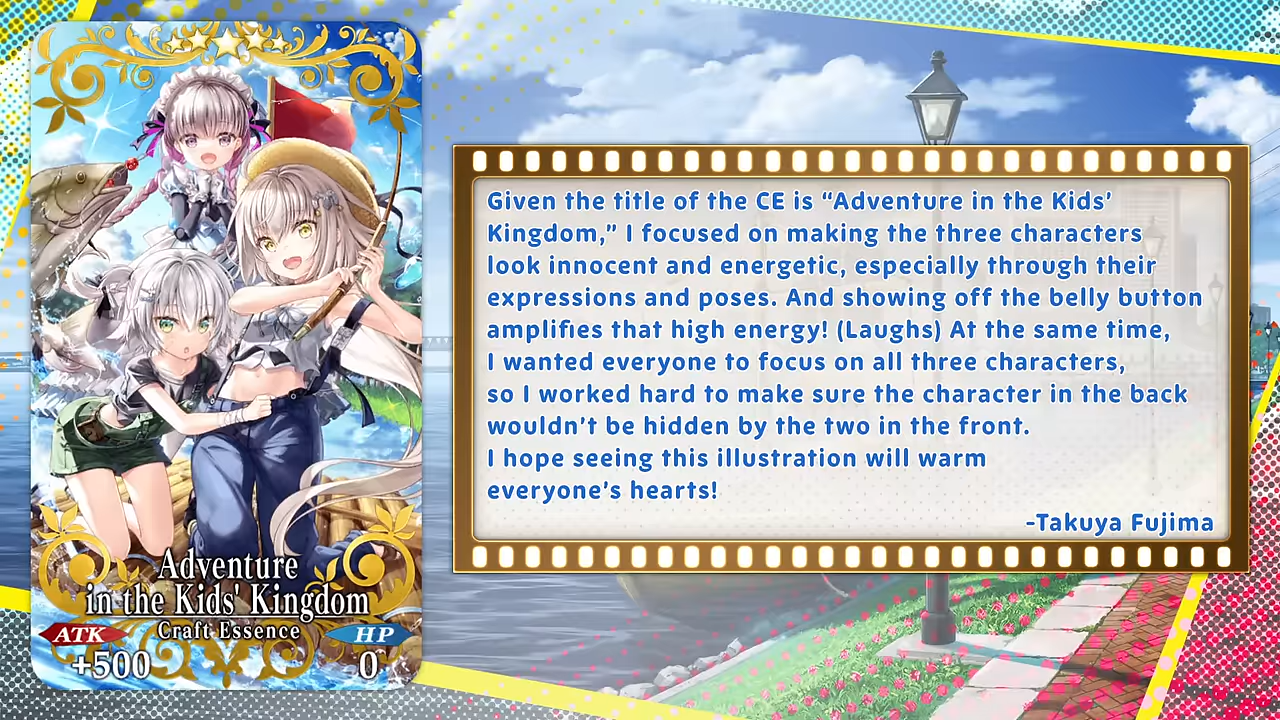 Adventure
in the Kids' Kingdom
Craft Essence
ATK
HP
+500
0
Given the title of the CE is “Adventure in the Kids’
Kingdom,” I focused on making the three characters
look innocent and energetic, especially through their
expressions and poses. And showing off the belly button
amplifies that high energy! (Laughs) At the same time,
I wanted everyone to focus on all three characters,
so I worked hard to make sure the character in the back
wouldn’t be hidden by the two in the front.
I hope seeing this illustration will warm
everyone’s hearts!
-Takuya Fujima